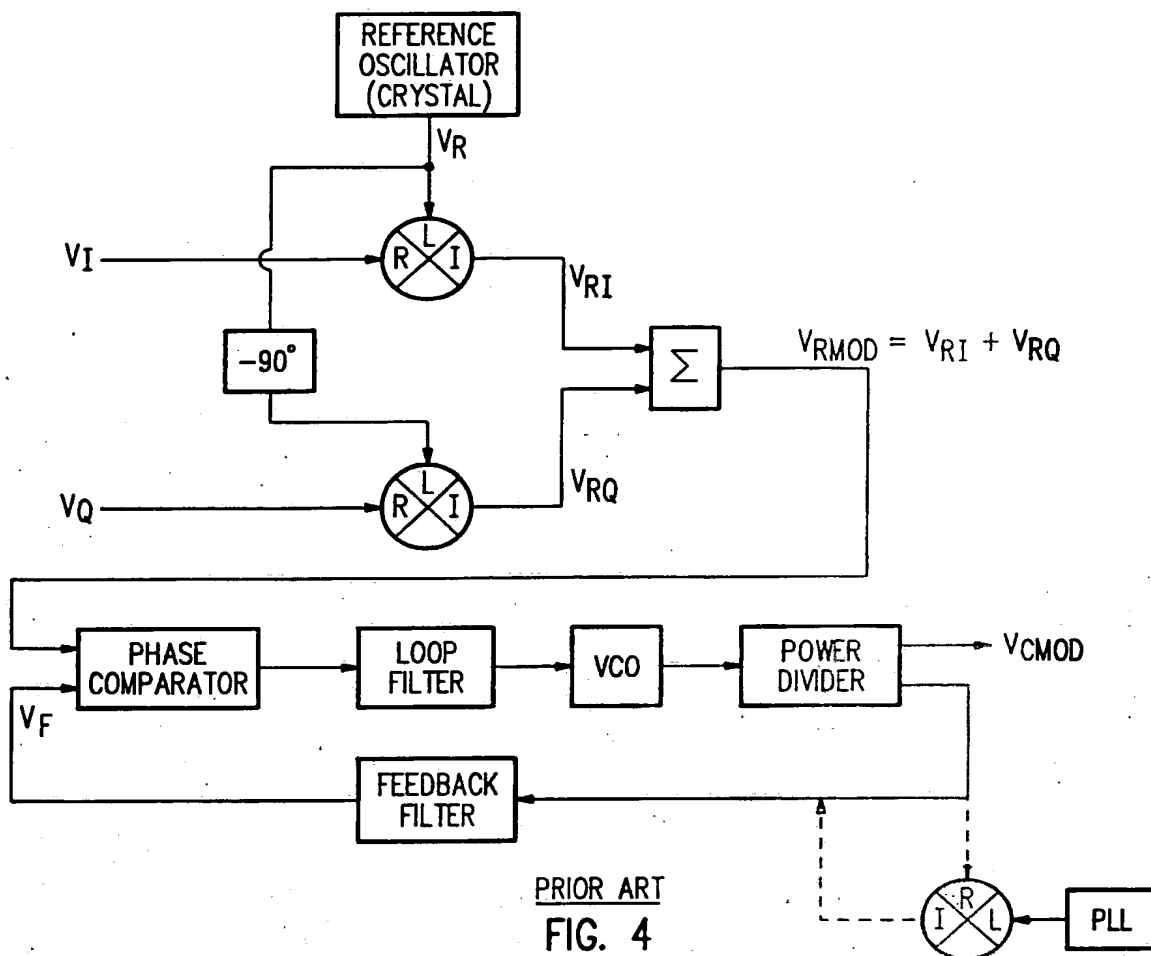 REFERENCE
OSCILLATOR
(CRYSTAL)
VR
L
VI
R
I
VRI
-90°
Σ
VRMOD = VRI + VRQ
L
VQ
R
I
VRQ
PHASE
COMPARATOR
LOOP
FILTER
VCO
POWER
DIVIDER
VCMOD
VF
FEEDBACK
FILTER
R
I
L
PLL
PRIOR ART
FIG. 4